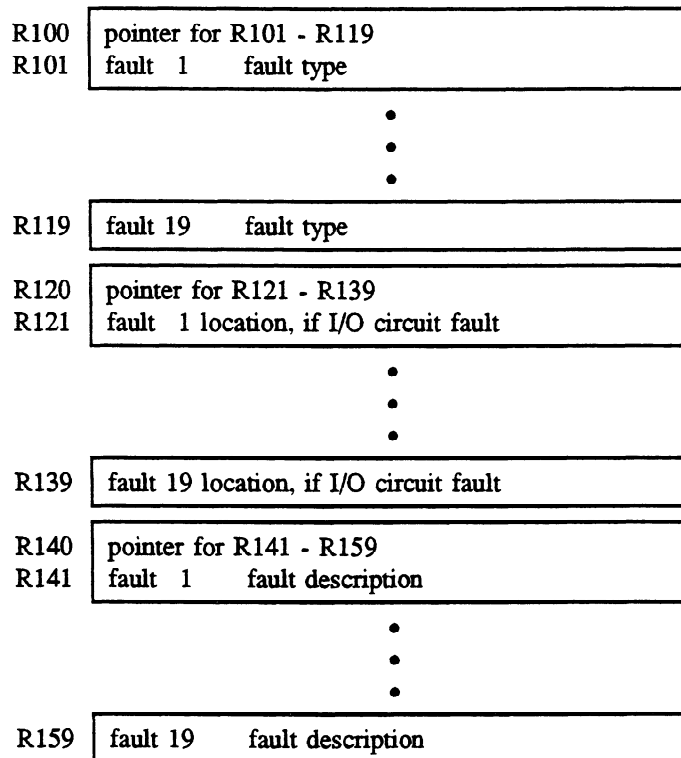 R100 pointer for R101 - R119
R101 fault 1 fault type
R119 fault 19 fault type
R120 pointer for R121 - R139
R121 fault 1 location, if I/O circuit fault
R139 fault 19 location, if I/O circuit fault
R140 pointer for R141 - R159
R141 fault 1 fault description
R159 fault 19 fault description